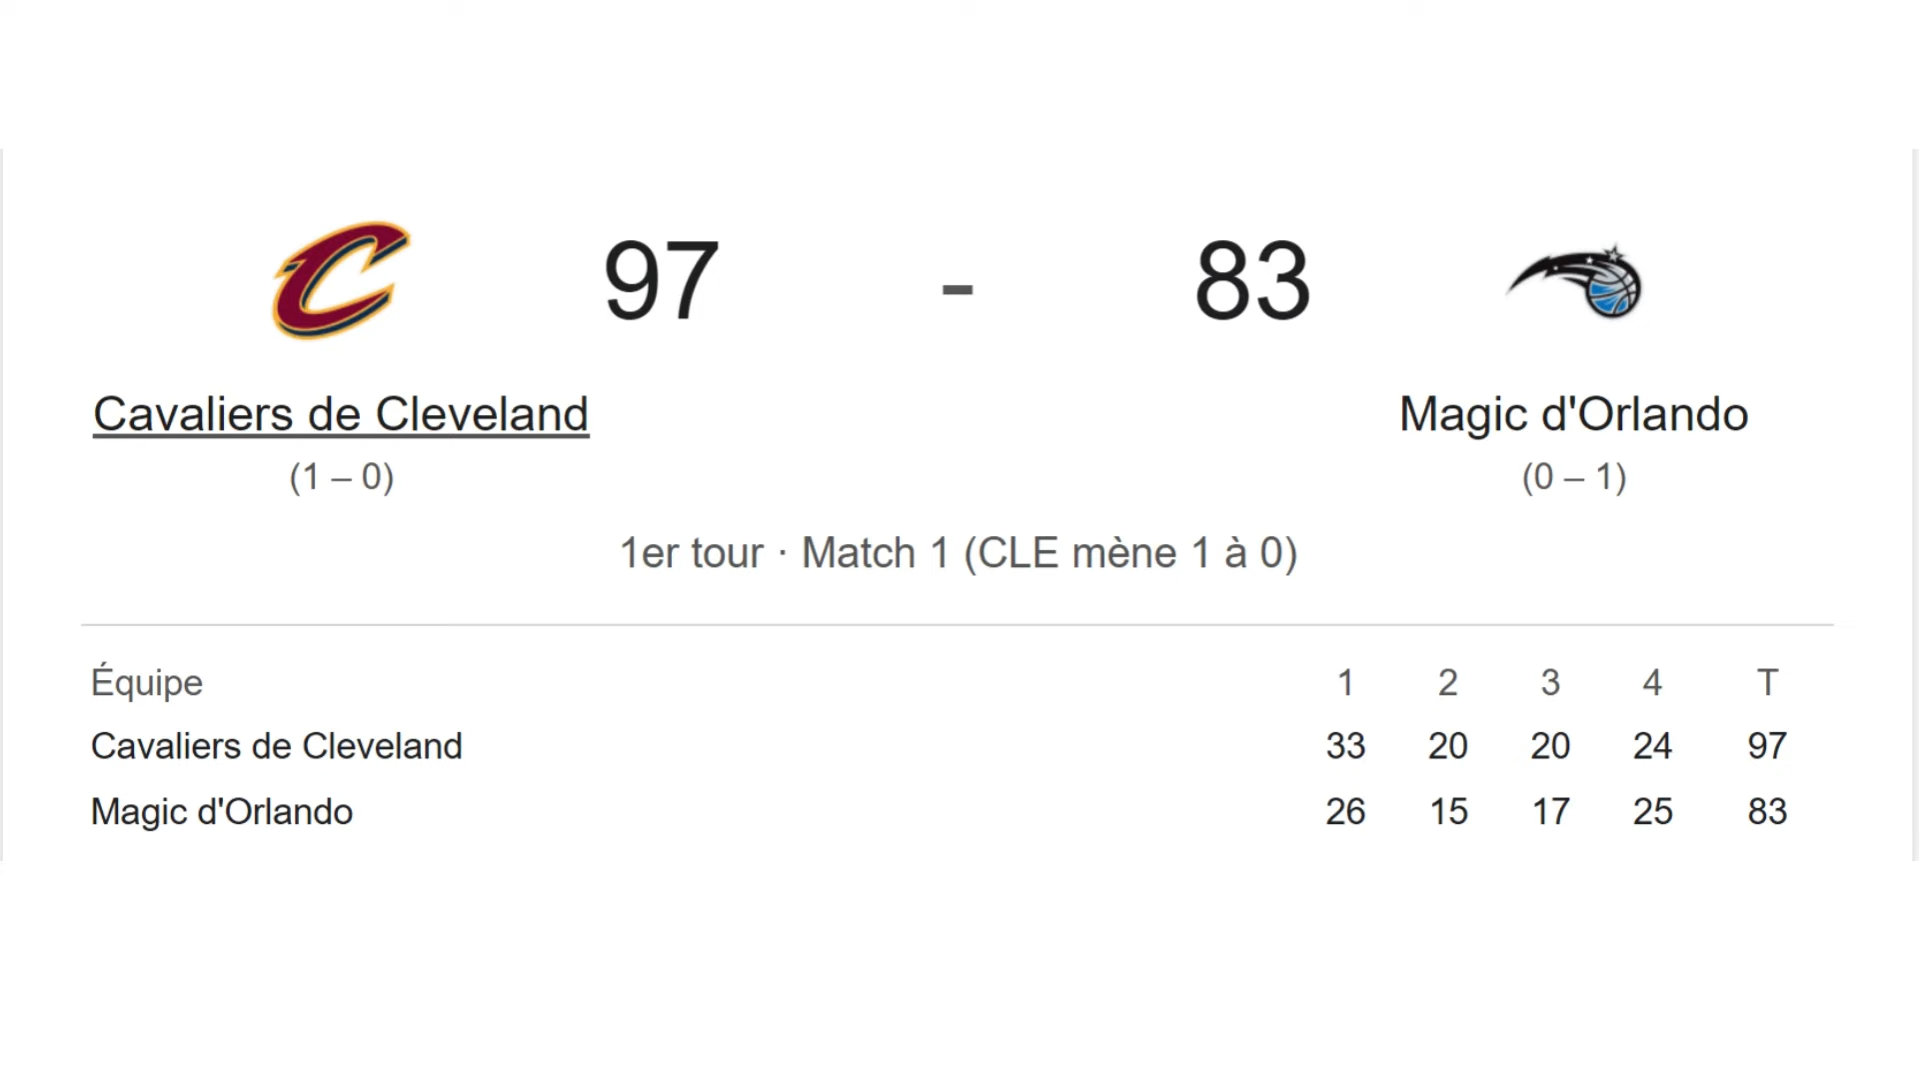 97 - 83
Cavaliers de Cleveland Magic d'Orlando
(1 – 0) (0 – 1)
1er tour · Match 1 (CLE mène 1 à 0)
Équipe 1 2 3 4 T
Cavaliers de Cleveland 33 20 20 24 97
Magic d'Orlando 26 15 17 25 83